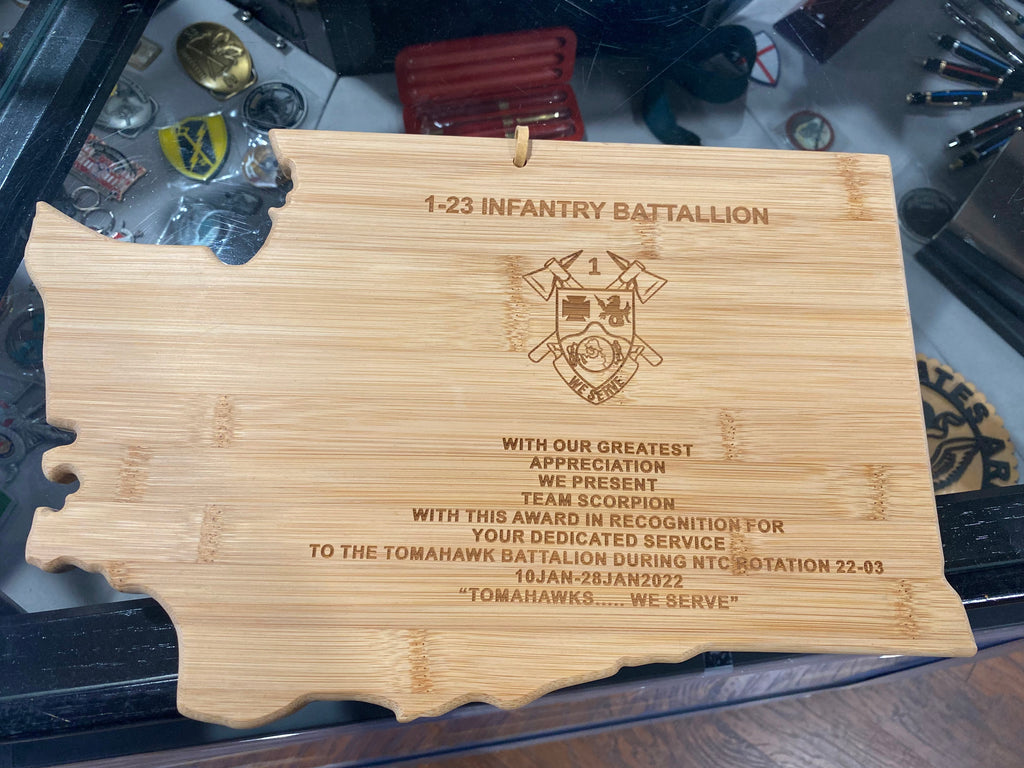 1-23 INFANTRY BATTALLION
1
WE SERVE
WITH OUR GREATEST
APPRECIATION
WE PRESENT
TEAM SCORPION
WITH THIS AWARD IN RECOGNITION FOR
YOUR DEDICATED SERVICE
TO THE TOMAHAWK BATTALION DURING NTC ROTATION 22-03
10JAN-28JAN2022
“TOMAHAWKS..... WE SERVE”